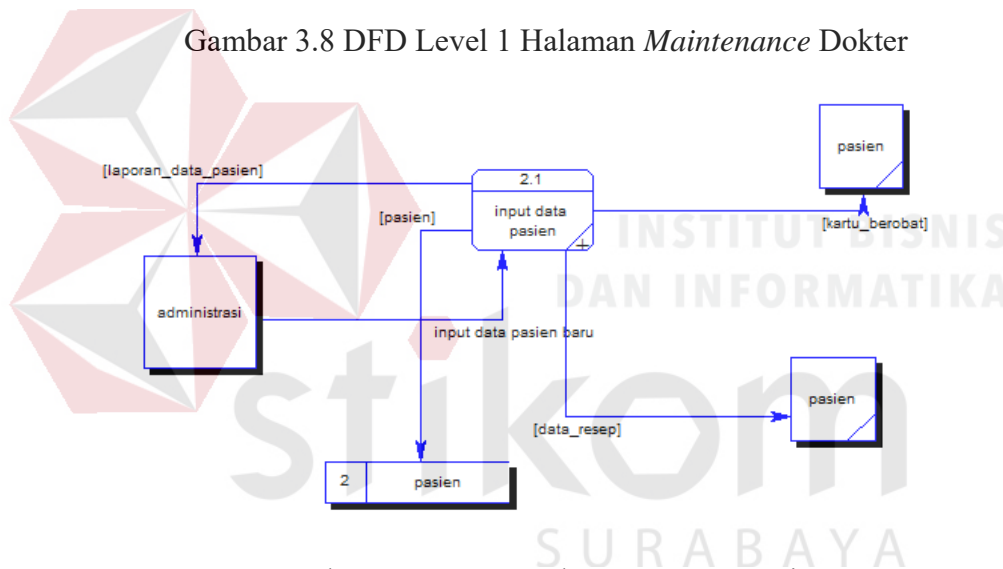 Gambar 3.8 DFD Level 1 Halaman Maintenance Dokter
pasien
[laporan_data_pasien]
2.1
[pasien]
input data
pasien
+
[kartu_berobat]
INSTITUT BISNIS
DAN INFORMATIKA
administrasi
input data pasien baru
stikom
pasien
[data_resep]
2
pasien
SURABAYA